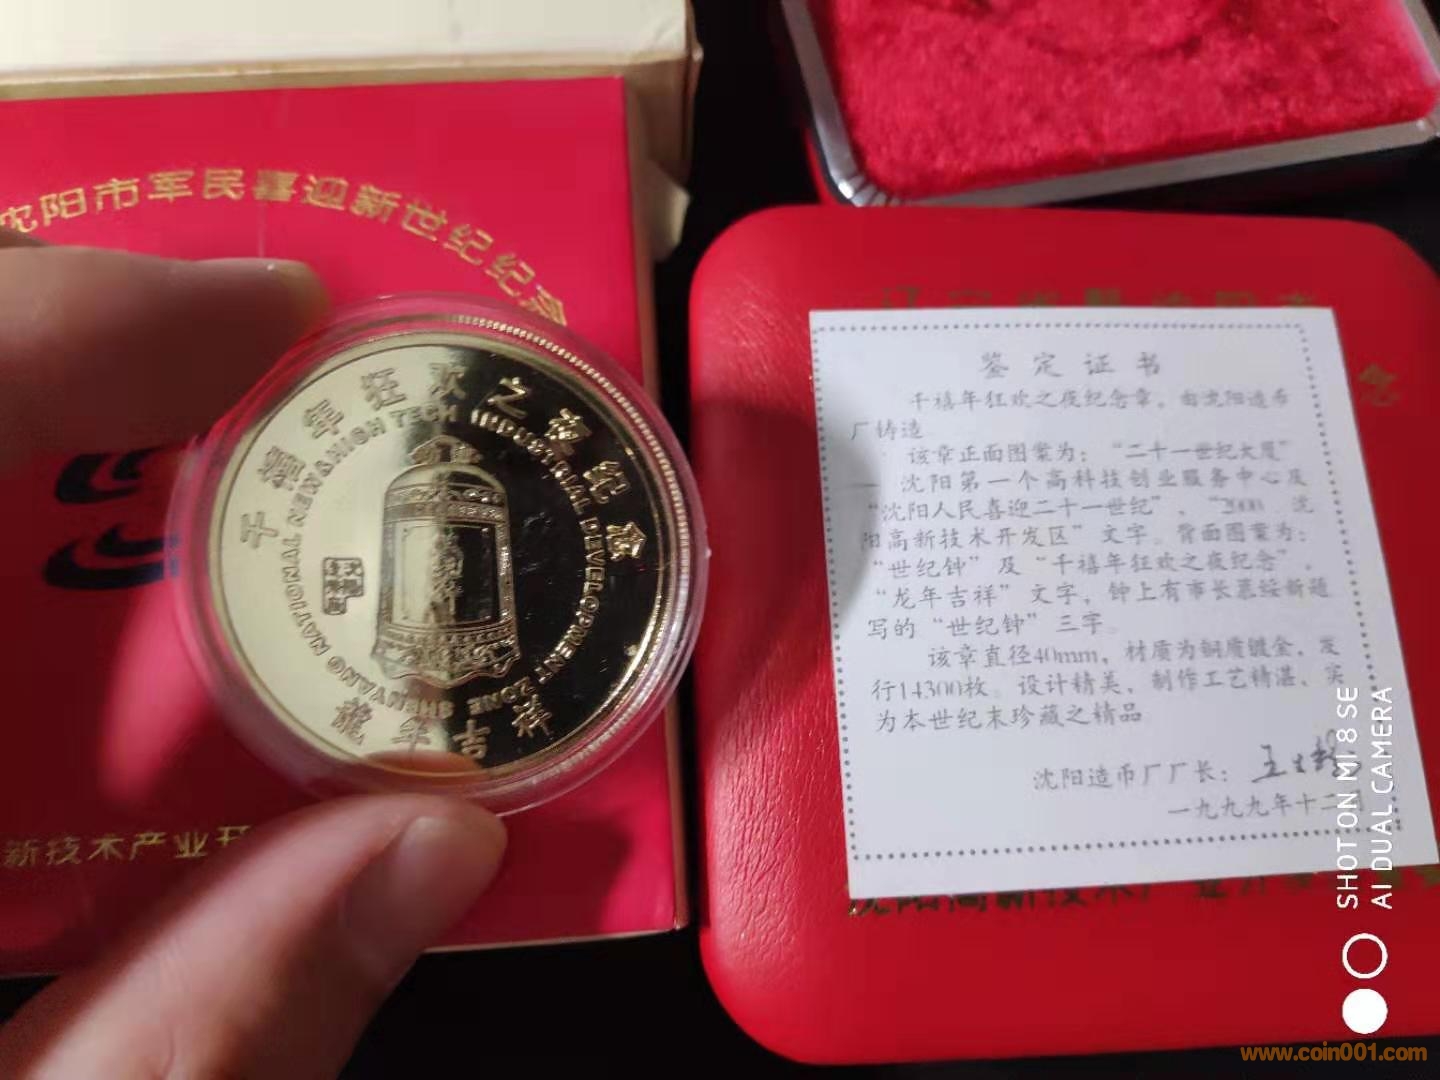 沈阳市军民喜迎新世纪纪
千禧年狂欢之夜纪念
SHENYANG NATIONAL NEW&HIGH TECH INDUSTRIAL DEVELOPMENT ZONE
龍年吉祥
新技术产业开
鉴定证书
千禧年狂欢之夜纪念章，由沈阳造币
厂铸造
该章正面图案为：“二十一世纪大厦”
—沈阳第一个高科技创业服务中心及
“沈阳人民喜迎二十一世纪”、“2000 沈
阳高新技术开发区”文字。背面图案为：
“世纪钟”及“千禧年狂欢之夜纪念”、
“龙年吉祥”文字，钟上有市长慕绥新题
写的“世纪钟”三字。
该章直径40mm，材质为铜质镀金，发
行14300枚。设计精美，制作工艺精湛，实
为本世纪末珍藏之精品
沈阳造币厂厂长：
一九九九年十二月
SHOT ON MI 8 SE
AI DUAL CAMERA
www.coin001.com